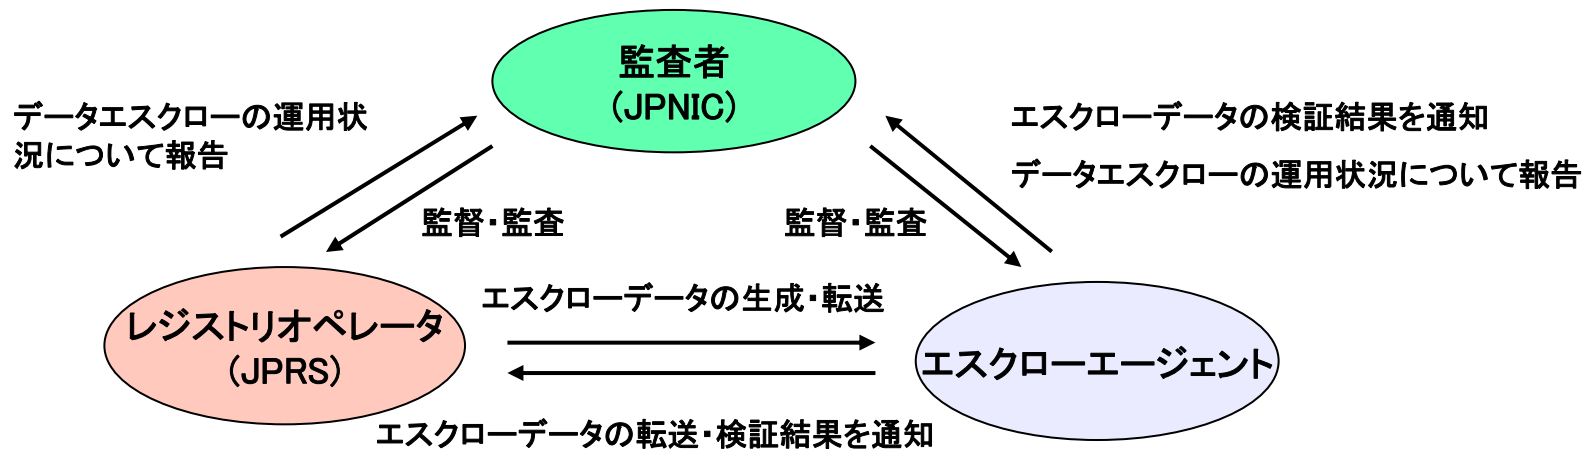 監査者
(JPNIC)
データエスクローの運用状
況について報告
エスクローデータの検証結果を通知
データエスクローの運用状況について報告
監督・監査
監督・監査
エスクローデータの生成・転送
レジストリオペレータ
(JPRS)
エスクローエージェント
エスクローデータの転送・検証結果を通知